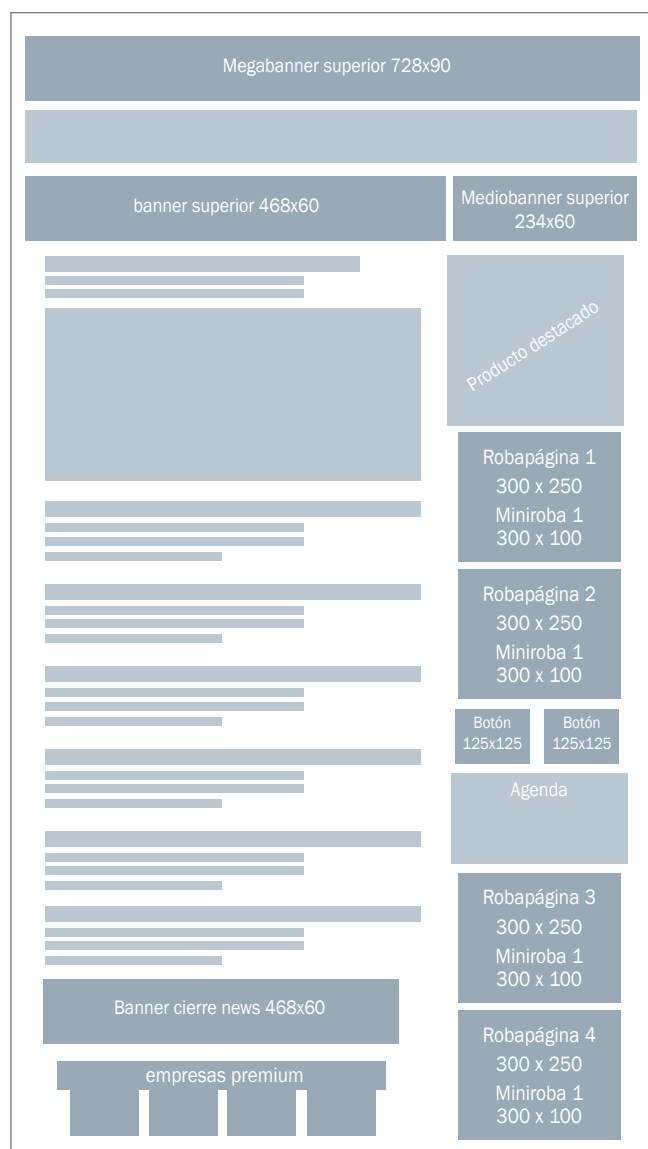 Megabanner superior 728x90
banner superior 468x60
Mediobanner superior
234x60
Producto destacado
Robapágina 1
300 x 250
Miniroba 1
300 x 100
Robapágina 2
300 x 250
Miniroba 1
300 x 100
Botón
125x125
Botón
125x125
Agenda
Robapágina 3
300 x 250
Miniroba 1
300 x 100
Banner cierre news 468x60
Robapágina 4
300 x 250
Miniroba 1
300 x 100
empresas premium